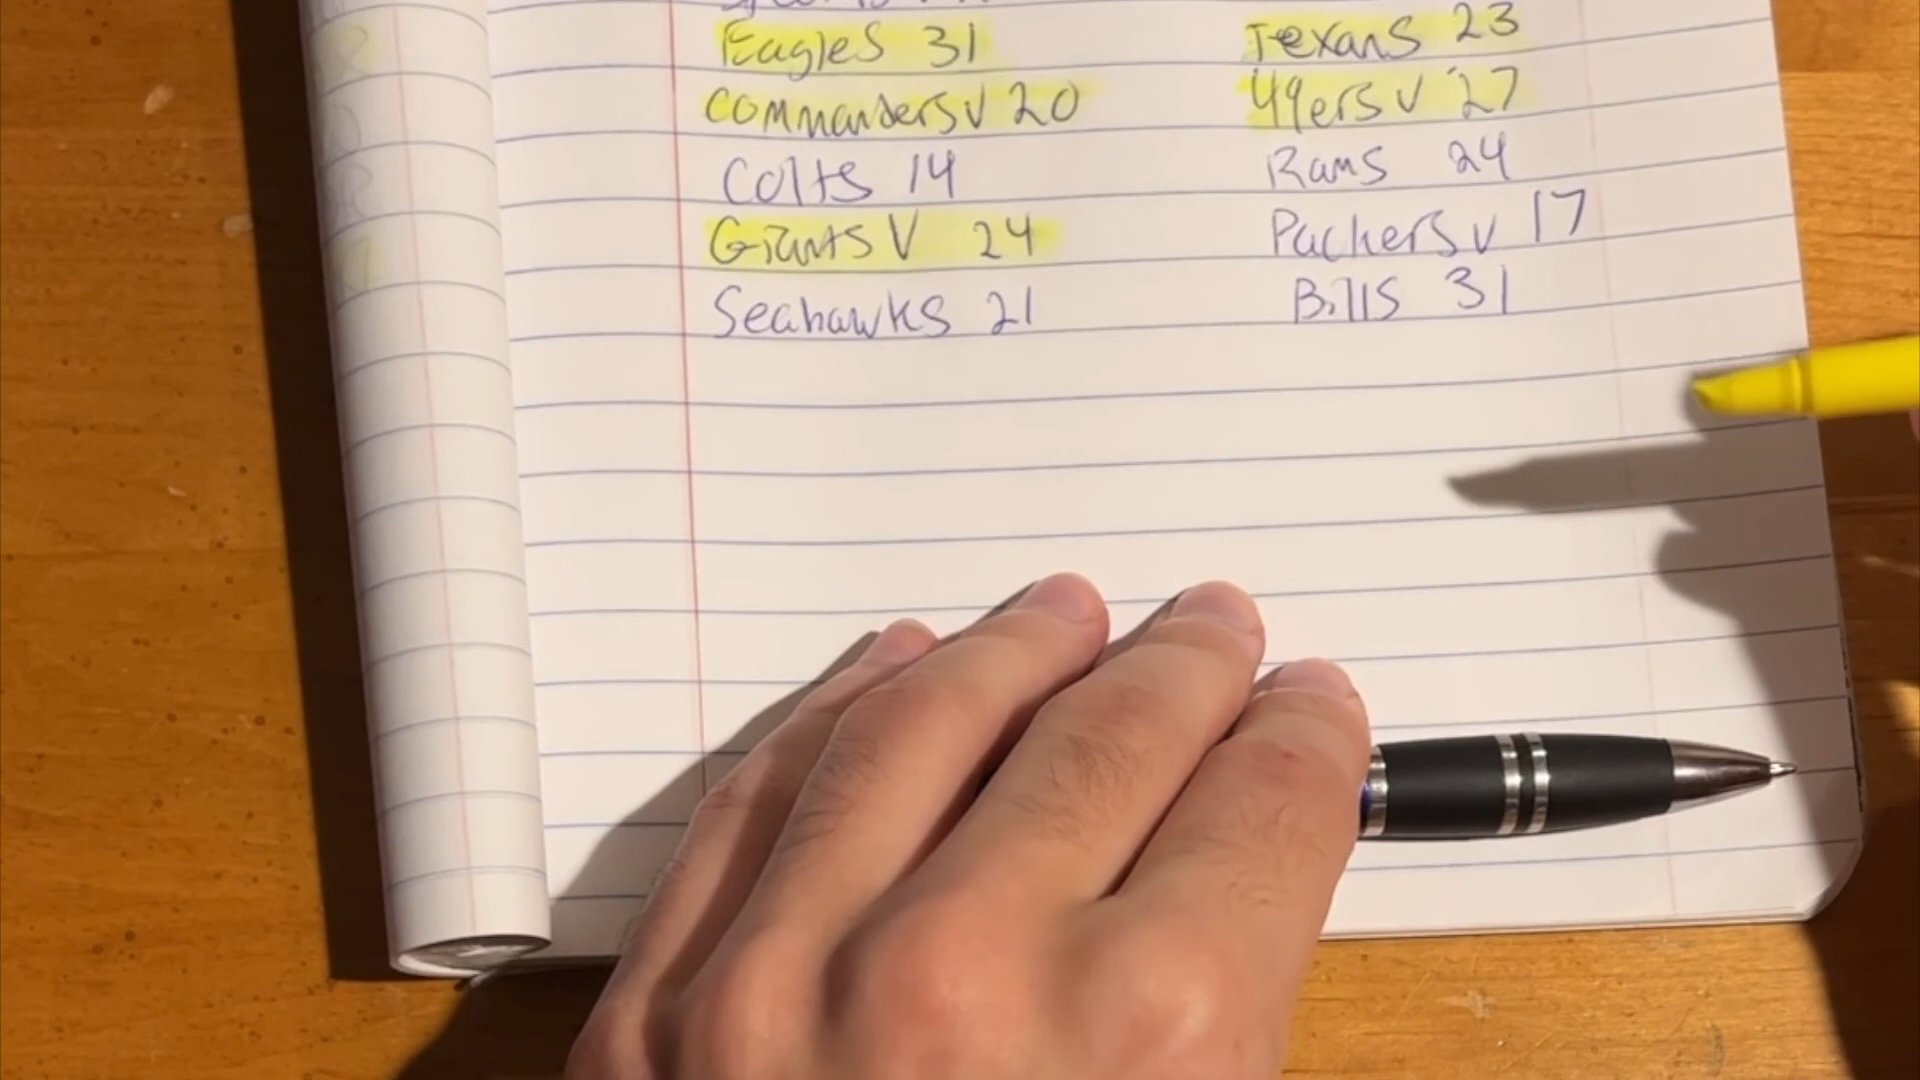 Eagles 31
Commanders v 20
Colts 14
Giants V 24
Seahawks 21
Texans 23
49ers v 27
Rams 24
Packers v 17
Bills 31